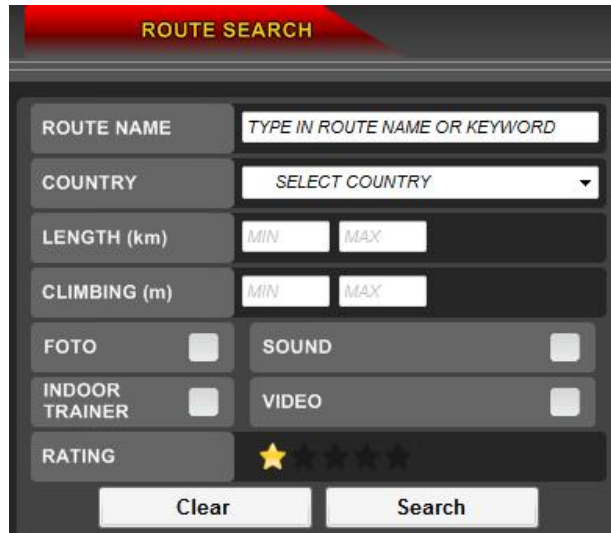 ROUTE SEARCH
ROUTE NAME TYPE IN ROUTE NAME OR KEYWORD
COUNTRY SELECT COUNTRY
LENGTH (km) MIN MAX
CLIMBING (m) MIN MAX
FOTO SOUND
INDOOR
TRAINER VIDEO
RATING
Clear Search